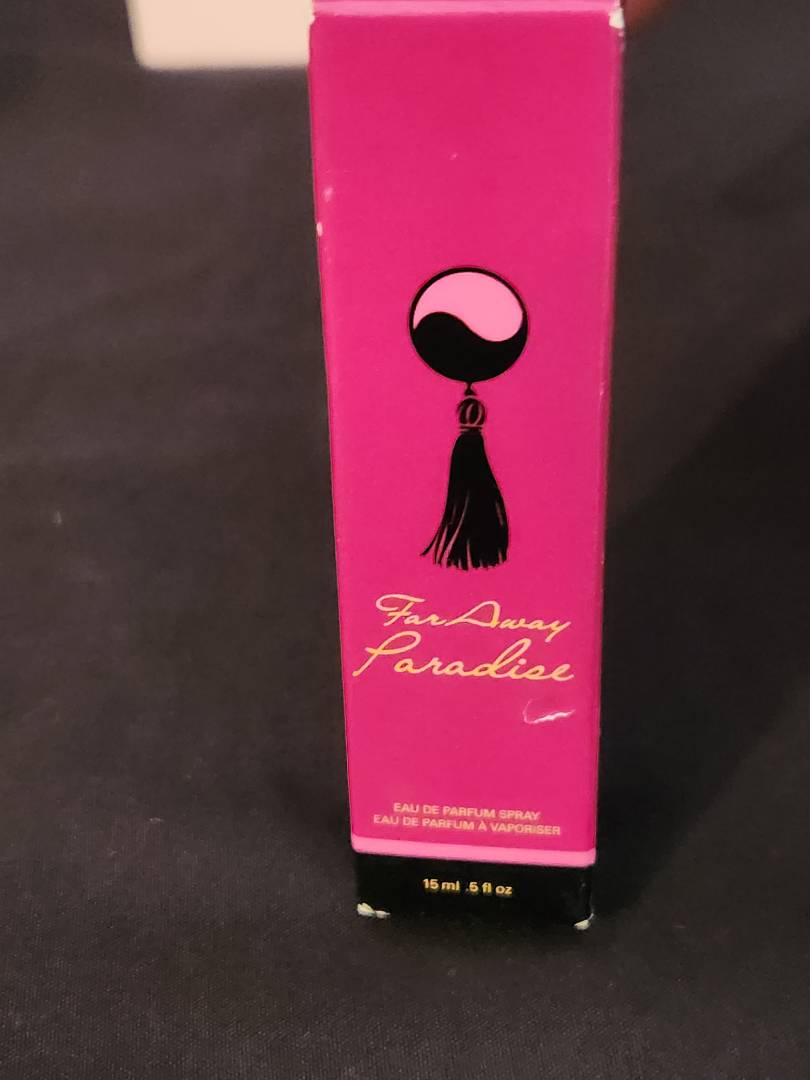 Far Away
Paradise
EAU DE PARFUM SPRAY
EAU DE PARFUM À VAPORISER
15 ml .5 fl oz